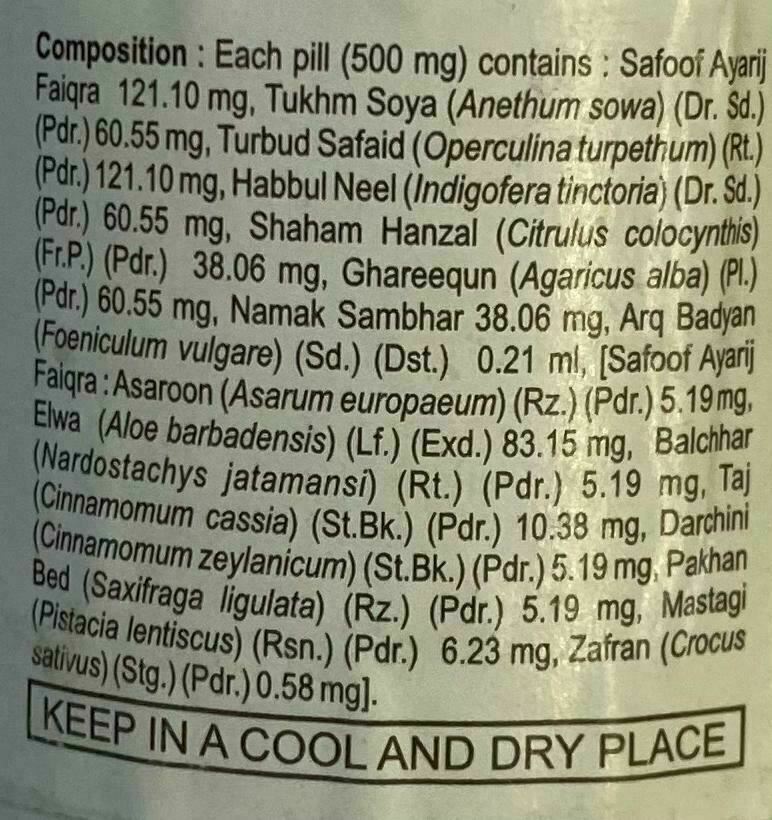 Composition : Each pill (500 mg) contains : Safoof Ayarij
Faiqra 121.10 mg, Tukhm Soya (Anethum sowa) (Dr. Sd.)
(Pdr.) 60.55 mg, Turbud Safaid (Operculina turpethum) (Rt.)
(Pdr.) 121.10 mg, Habbul Neel (Indigofera tinctoria) (Dr. Sd.)
(Pdr.) 60.55 mg, Shaham Hanzal (Citrulus colocynthis)
(Fr.P.) (Pdr.) 38.06 mg, Ghareequn (Agaricus alba) (Pl.)
(Pdr.) 60.55 mg, Namak Sambhar 38.06 mg, Arq Badyan
(Foeniculum vulgare) (Sd.) (Dst.) 0.21 ml, [Safoof Ayarij
Faiqra : Asaroon (Asarum europaeum) (Rz.) (Pdr.) 5.19 mg,
Elwa (Aloe barbadensis) (Lf.) (Exd.) 83.15 mg, Balchhar
(Nardostachys jatamansi) (Rt.) (Pdr.) 5.19 mg, Taj
(Cinnamomum cassia) (St.Bk.) (Pdr.) 10.38 mg, Darchini
(Cinnamomum zeylanicum) (St.Bk.) (Pdr.) 5.19 mg, Pakhan
Bed (Saxifraga ligulata) (Rz.) (Pdr.) 5.19 mg, Mastagi
(Pistacia lentiscus) (Rsn.) (Pdr.) 6.23 mg, Zafran (Crocus
sativus) (Stg.) (Pdr.) 0.58 mg].
KEEP IN A COOL AND DRY PLACE